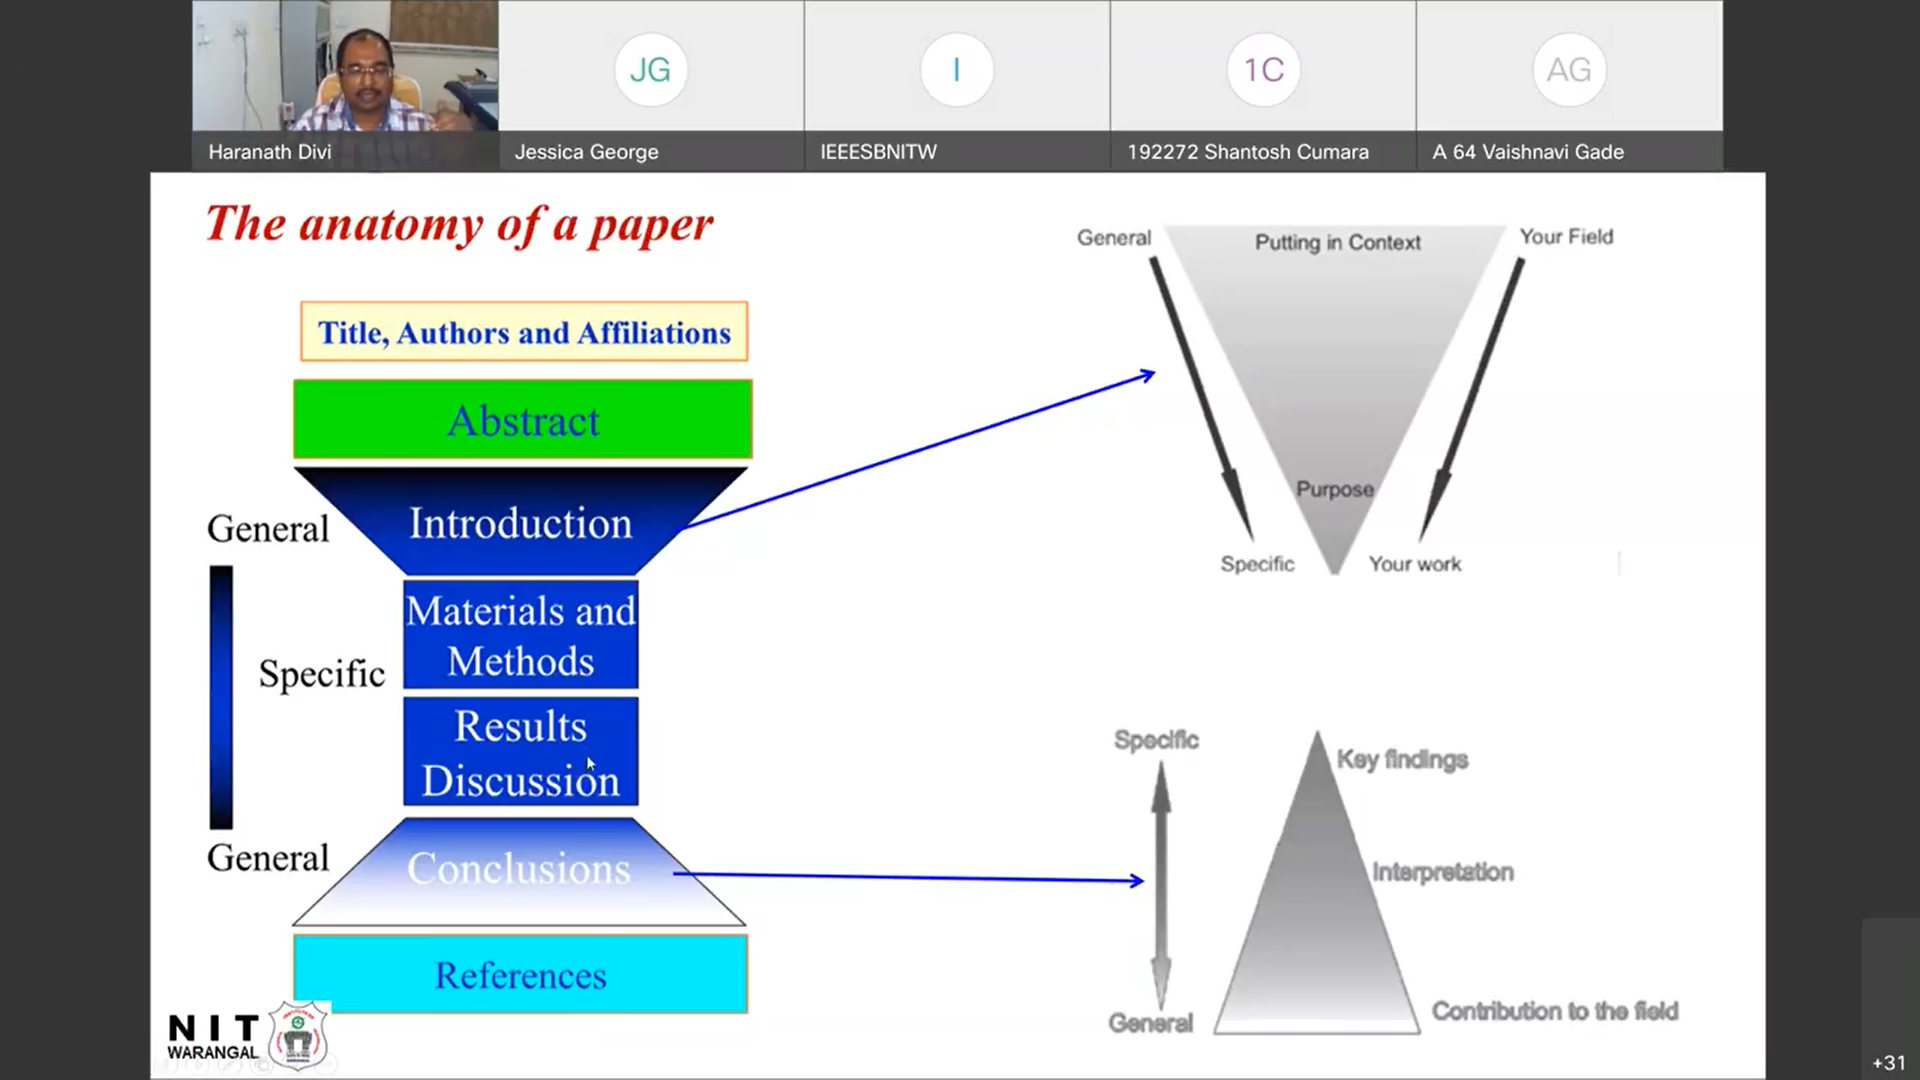 JG
I
1C
AG
Haranath Divi
Jessica George
IEEESBNITW
192272 Shantosh Cumara
A 64 Vaishnavi Gade
The anatomy of a paper
Title, Authors and Affiliations
Abstract
Introduction
General
Materials and
Methods
Specific
Results
Discussion
General
Conclusions
References
General
Putting in Context
Your Field
Purpose
Specific
Your work
Specific
Key findings
Interpretation
General
Contribution to the field
NIT
WARANGAL
+31